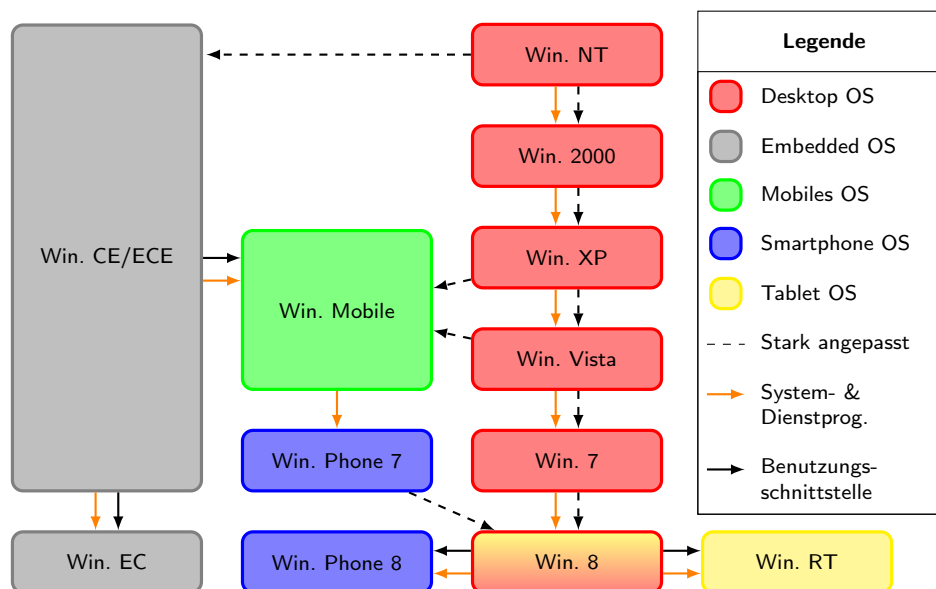 Win. NT
Win. 2000
Win. CE/ECE
Win. XP
Win. Mobile
Win. Vista
Win. Phone 7
Win. 7
Win. EC
Win. Phone 8
Win. 8
Win. RT
Legende
Desktop OS
Embedded OS
Mobiles OS
Smartphone OS
Tablet OS
Stark angepasst
System- &
Dienstprog.
Benutzungs-
schnittstelle